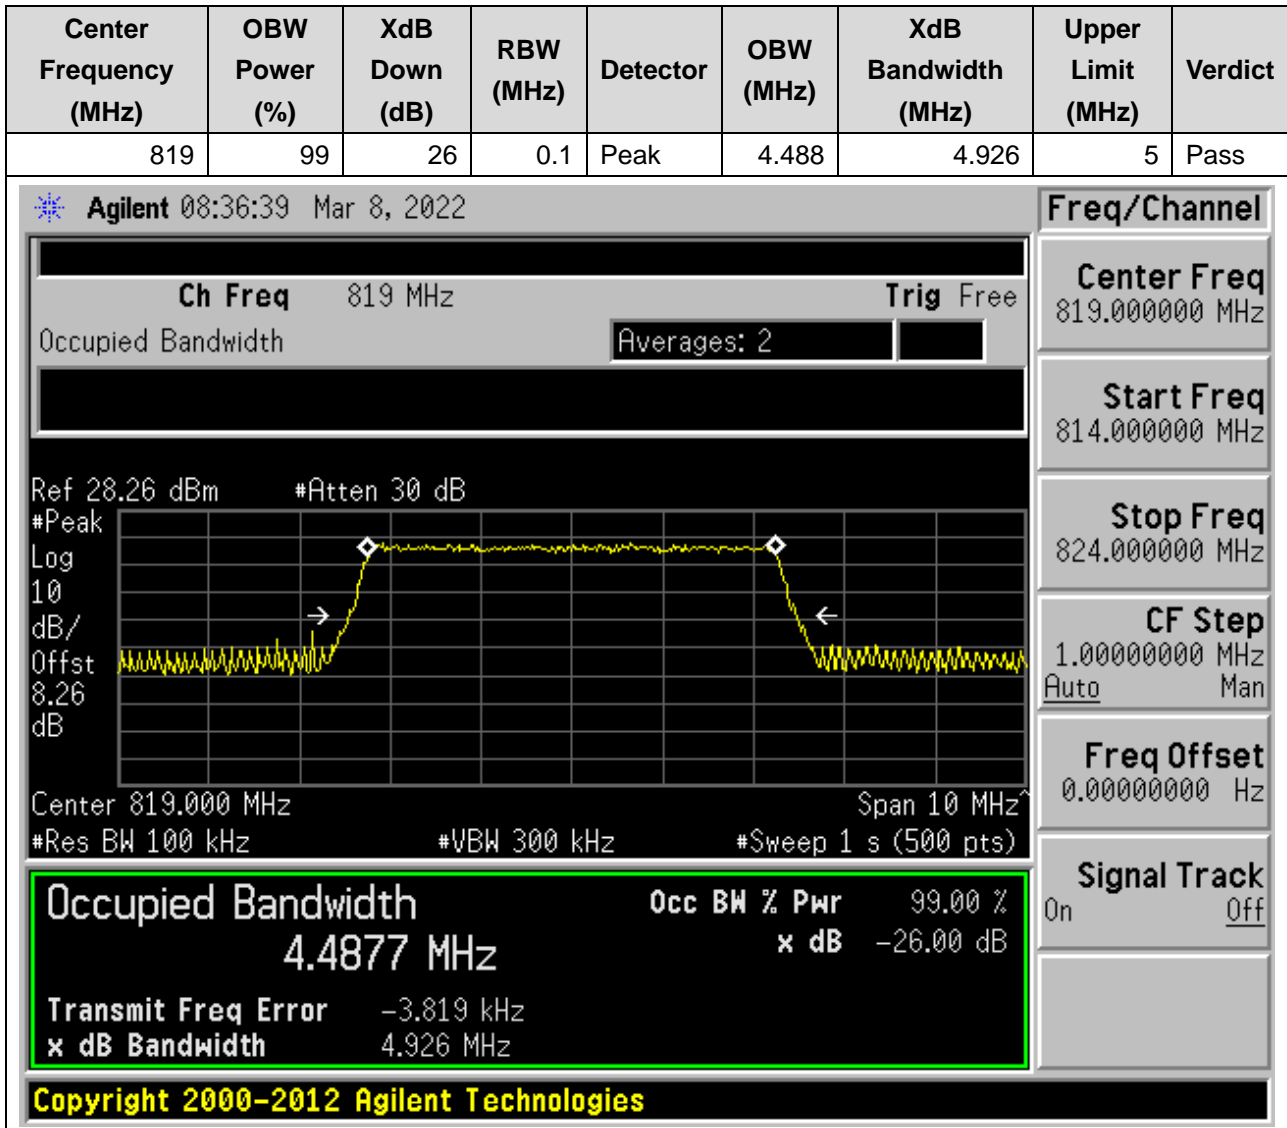 Center Frequency (MHz) OBW Power (%) XdB Down (dB) RBW (MHz) Detector OBW (MHz) XdB Bandwidth (MHz) Upper Limit (MHz) Verdict
819 99 26 0.1 Peak 4.488 4.926 5 Pass
Agilent 08:36:39 Mar 8, 2022
Freq/Channel
Ch Freq 819 MHz Trig Free
Occupied Bandwidth Averages: 2
Ref 28.26 dBm #Atten 30 dB
#Peak
Log
10
dB/
Offst
8.26
dB
Center 819.000 MHz Span 10 MHz^
#Res BW 100 kHz #VBW 300 kHz #Sweep 1 s (500 pts)
Occupied Bandwidth Occ BW % Pwr 99.00 %
4.4877 MHz x dB -26.00 dB
Transmit Freq Error -3.819 kHz
x dB Bandwidth 4.926 MHz
Center Freq
819.000000 MHz
Start Freq
814.000000 MHz
Stop Freq
824.000000 MHz
CF Step
1.00000000 MHz
Auto Man
Freq Offset
0.00000000 Hz
Signal Track
On Off
Copyright 2000-2012 Agilent Technologies